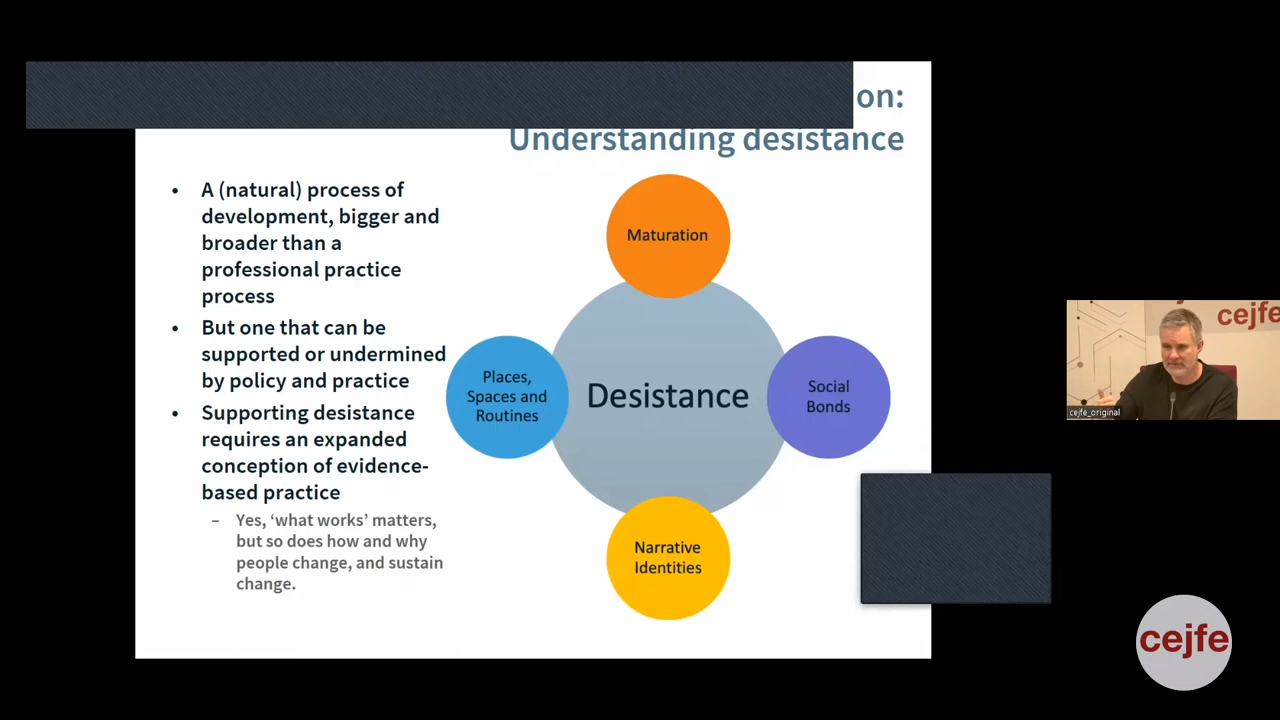 on:
Understanding desistance
• A (natural) process of
development, bigger and
broader than a
professional practice
process
• But one that can be
supported or undermined
by policy and practice
• Supporting desistance
requires an expanded
conception of evidence-
based practice
– Yes, ‘what works’ matters,
but so does how and why
people change, and sustain
change.
Maturation
Places,
Spaces and
Routines
Desistance
Social
Bonds
Narrative
Identities
cejfe
cejfe_original
cejfe